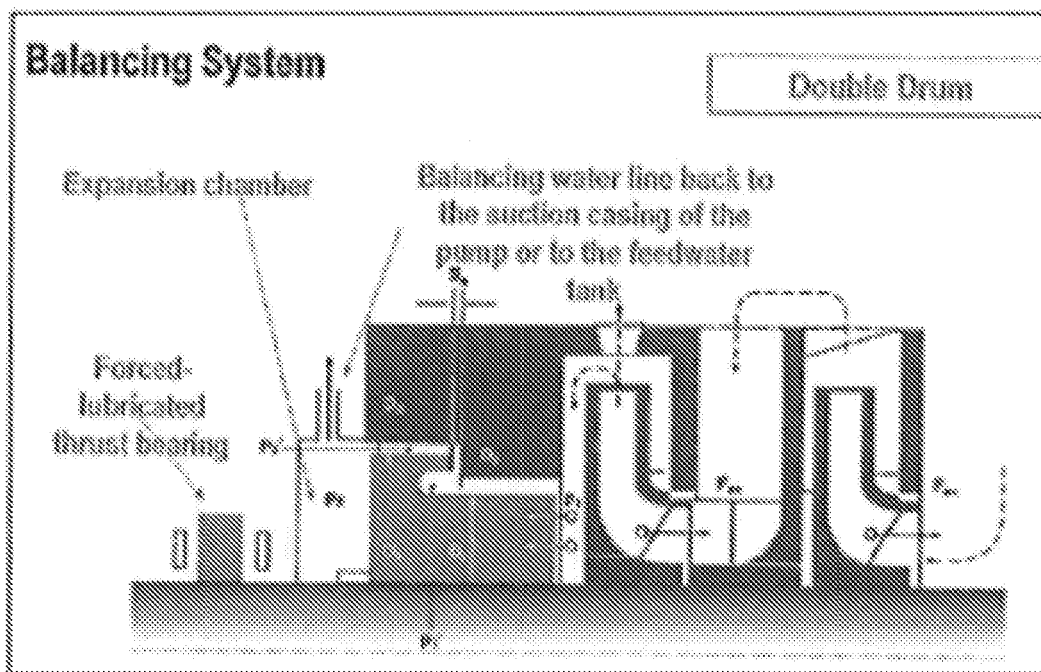 Balancing System
Double Drum
Expansion chamber
Balancing water line back to
the suction casing of the
pump or to the feedwater
tank
Forced-
lubricated
thrust bearing